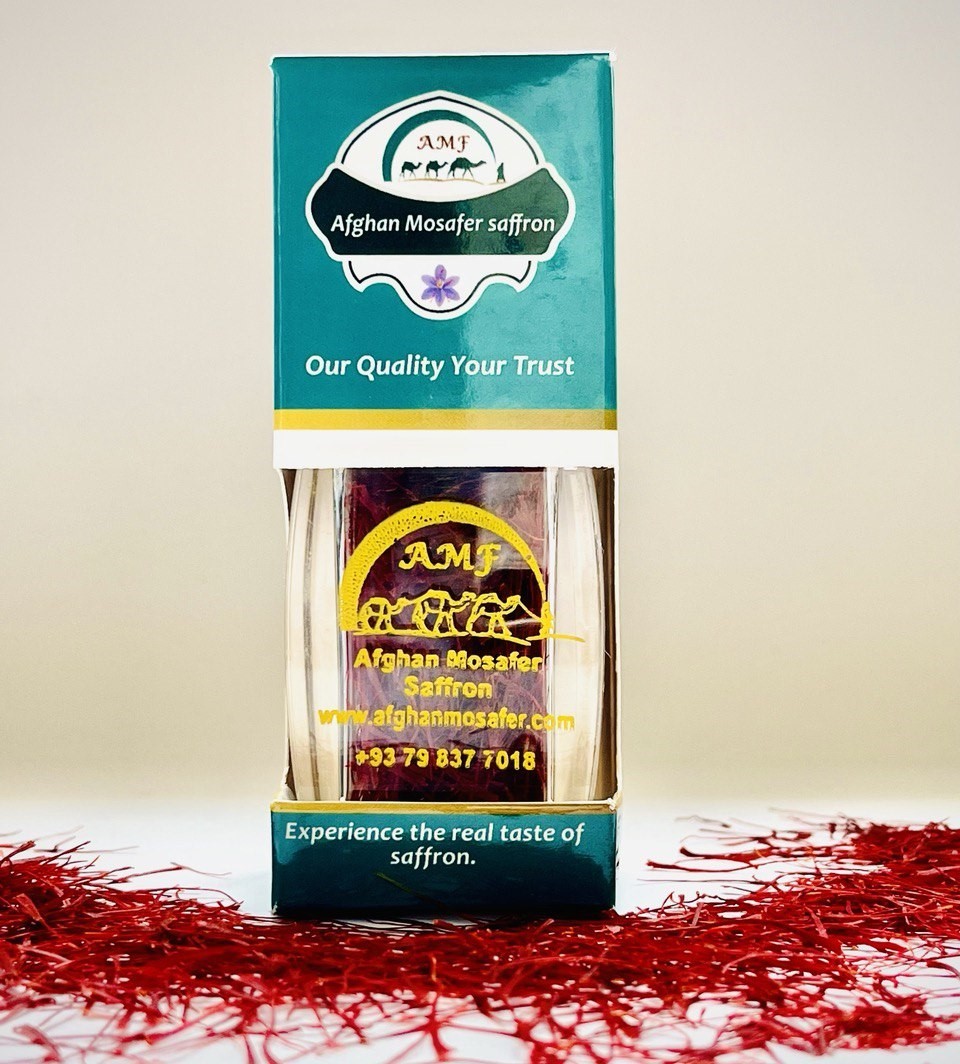 AMF
Afghan Mosafer saffron
Our Quality Your Trust
AMF
Afghan Mosafer
Saffron
www.afghanmosafer.com
+93 79 837 7018
Experience the real taste of
saffron.